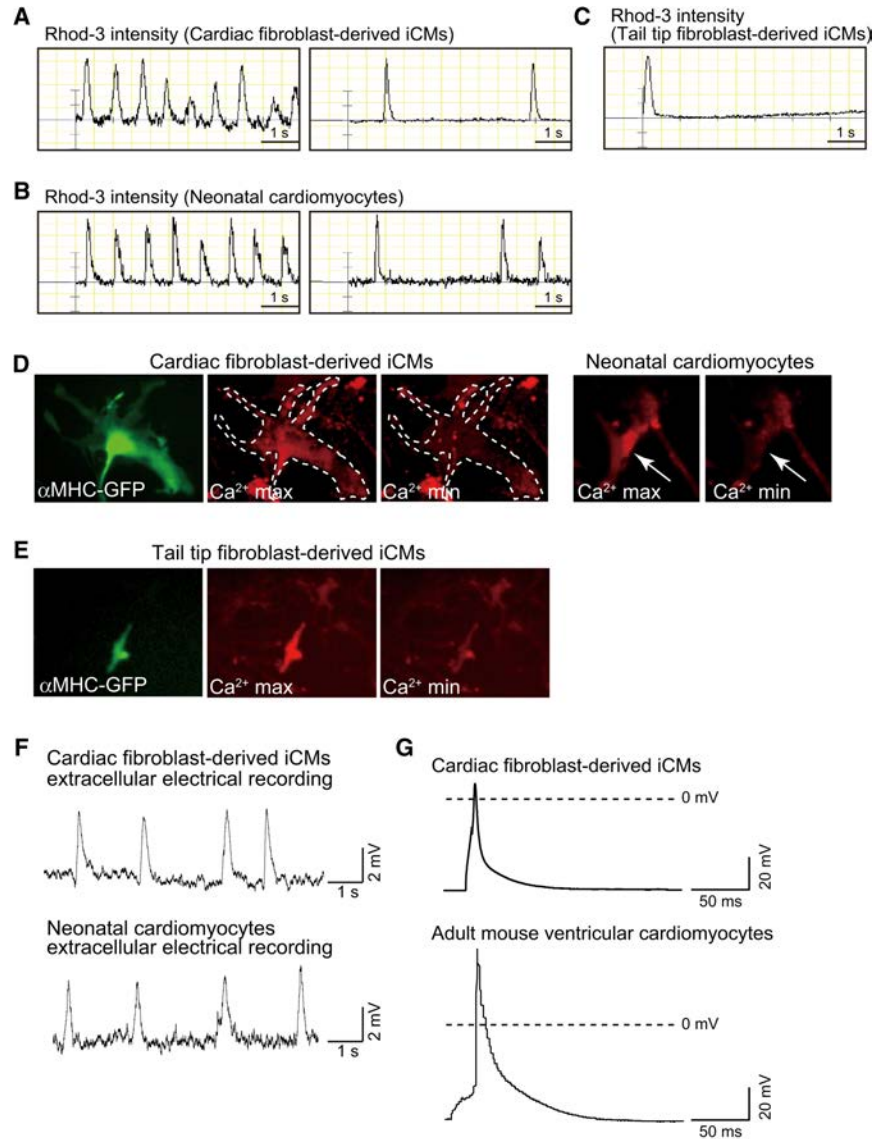 A
Rhod-3 intensity (Cardiac fibroblast-derived iCMs)
1 s
1 s
C
Rhod-3 intensity
(Tail tip fibroblast-derived iCMs)
1 s
B
Rhod-3 intensity (Neonatal cardiomyocytes)
1 s
1 s
D
Cardiac fibroblast-derived iCMs
αMHC-GFP
Ca²⁺ max
Ca²⁺ min
Neonatal cardiomyocytes
Ca²⁺ max
Ca²⁺ min
E
Tail tip fibroblast-derived iCMs
αMHC-GFP
Ca²⁺ max
Ca²⁺ min
F
Cardiac fibroblast-derived iCMs
extracellular electrical recording
1 s
2 mV
Neonatal cardiomyocytes
extracellular electrical recording
1 s
2 mV
G
Cardiac fibroblast-derived iCMs
0 mV
50 ms
20 mV
Adult mouse ventricular cardiomyocytes
0 mV
50 ms
20 mV